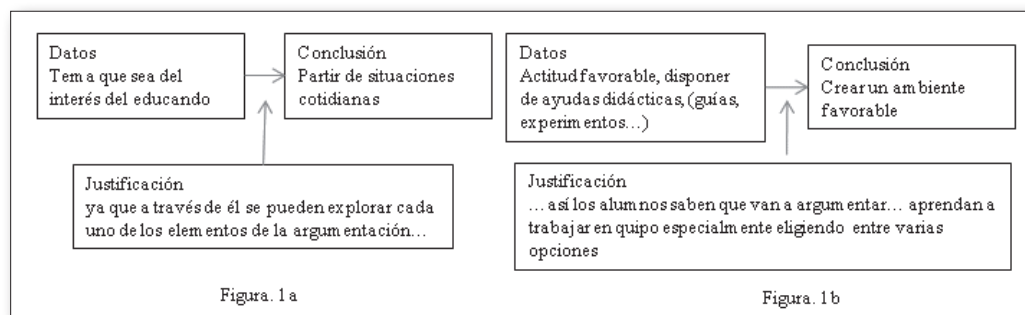 Datos
Tema que sea del
interés del educando
Conclusión
Partir de situaciones
cotidianas
Justificación
ya que a través de él se pueden explorar cada
uno de los elementos de la argumentación…
Figura. 1a
Datos
Actitud favorable, disponer
de ayudas didácticas, (guías,
experimentos…)
Conclusión
Crear un ambiente
favorable
Justificación
… así los alumnos saben que van a argumentar… aprendan a
trabajar en quipo especialmente eligiendo entre varias
opciones
Figura. 1b